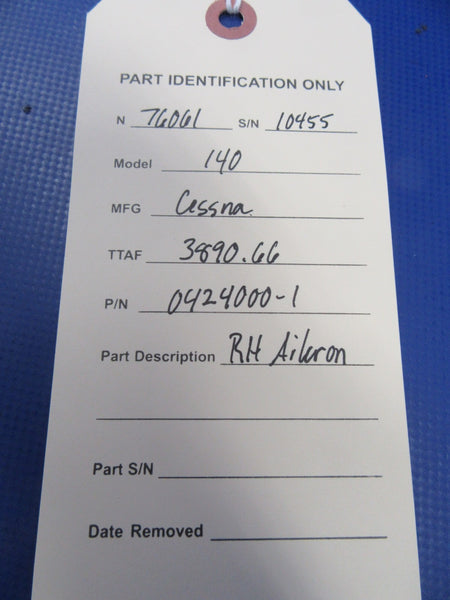 PART IDENTIFICATION ONLY
N 76061 S/N 10455
Model 140
MFG Cessna
TTAF 3890.66
P/N 0424000-1
Part Description RH Aileron
Part S/N
Date Removed